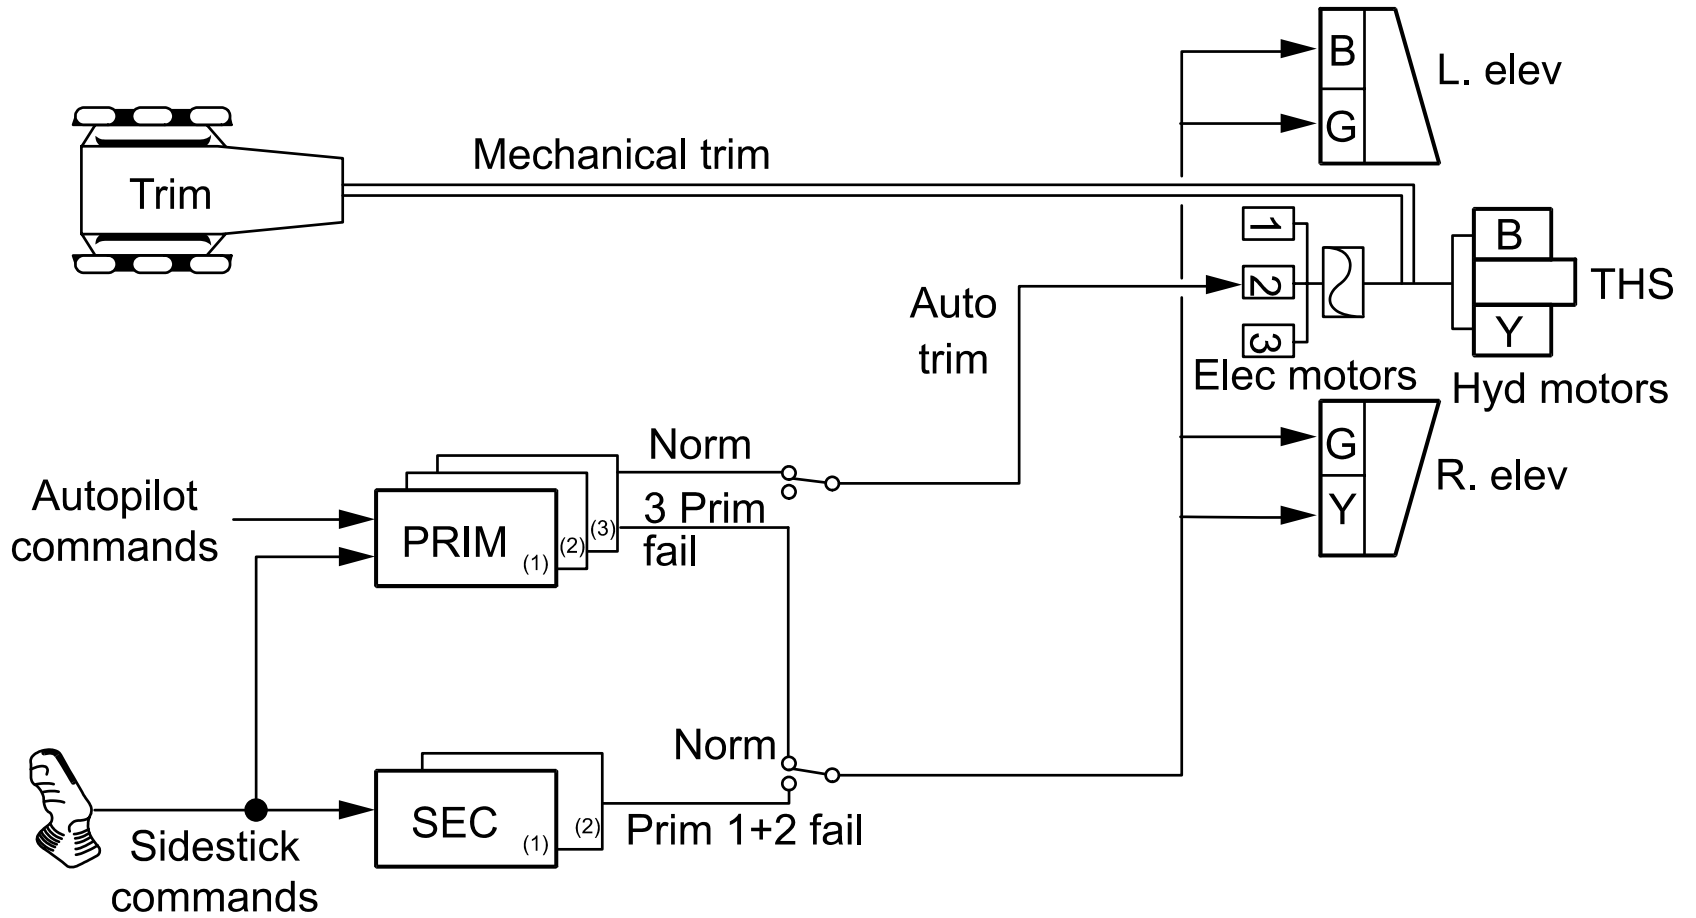 B
L. elev
G
Mechanical trim
Trim
1
B
2
THS
Auto
trim
3
Y
Elec motors
Hyd motors
Norm
G
R. elev
Autopilot
commands
3 Prim
fail
Y
PRIM
(1)
(2)
(3)
Norm
SEC
(1)
(2)
Prim 1+2 fail
Sidestick
commands